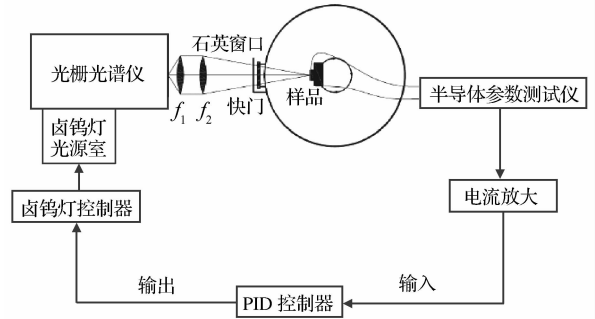 石英窗口
光栅光谱仪
f1 f2
快门
样品
半导体参数测试仪
卤钨灯
光源室
卤钨灯控制器
电流放大
输出
输入
PID 控制器